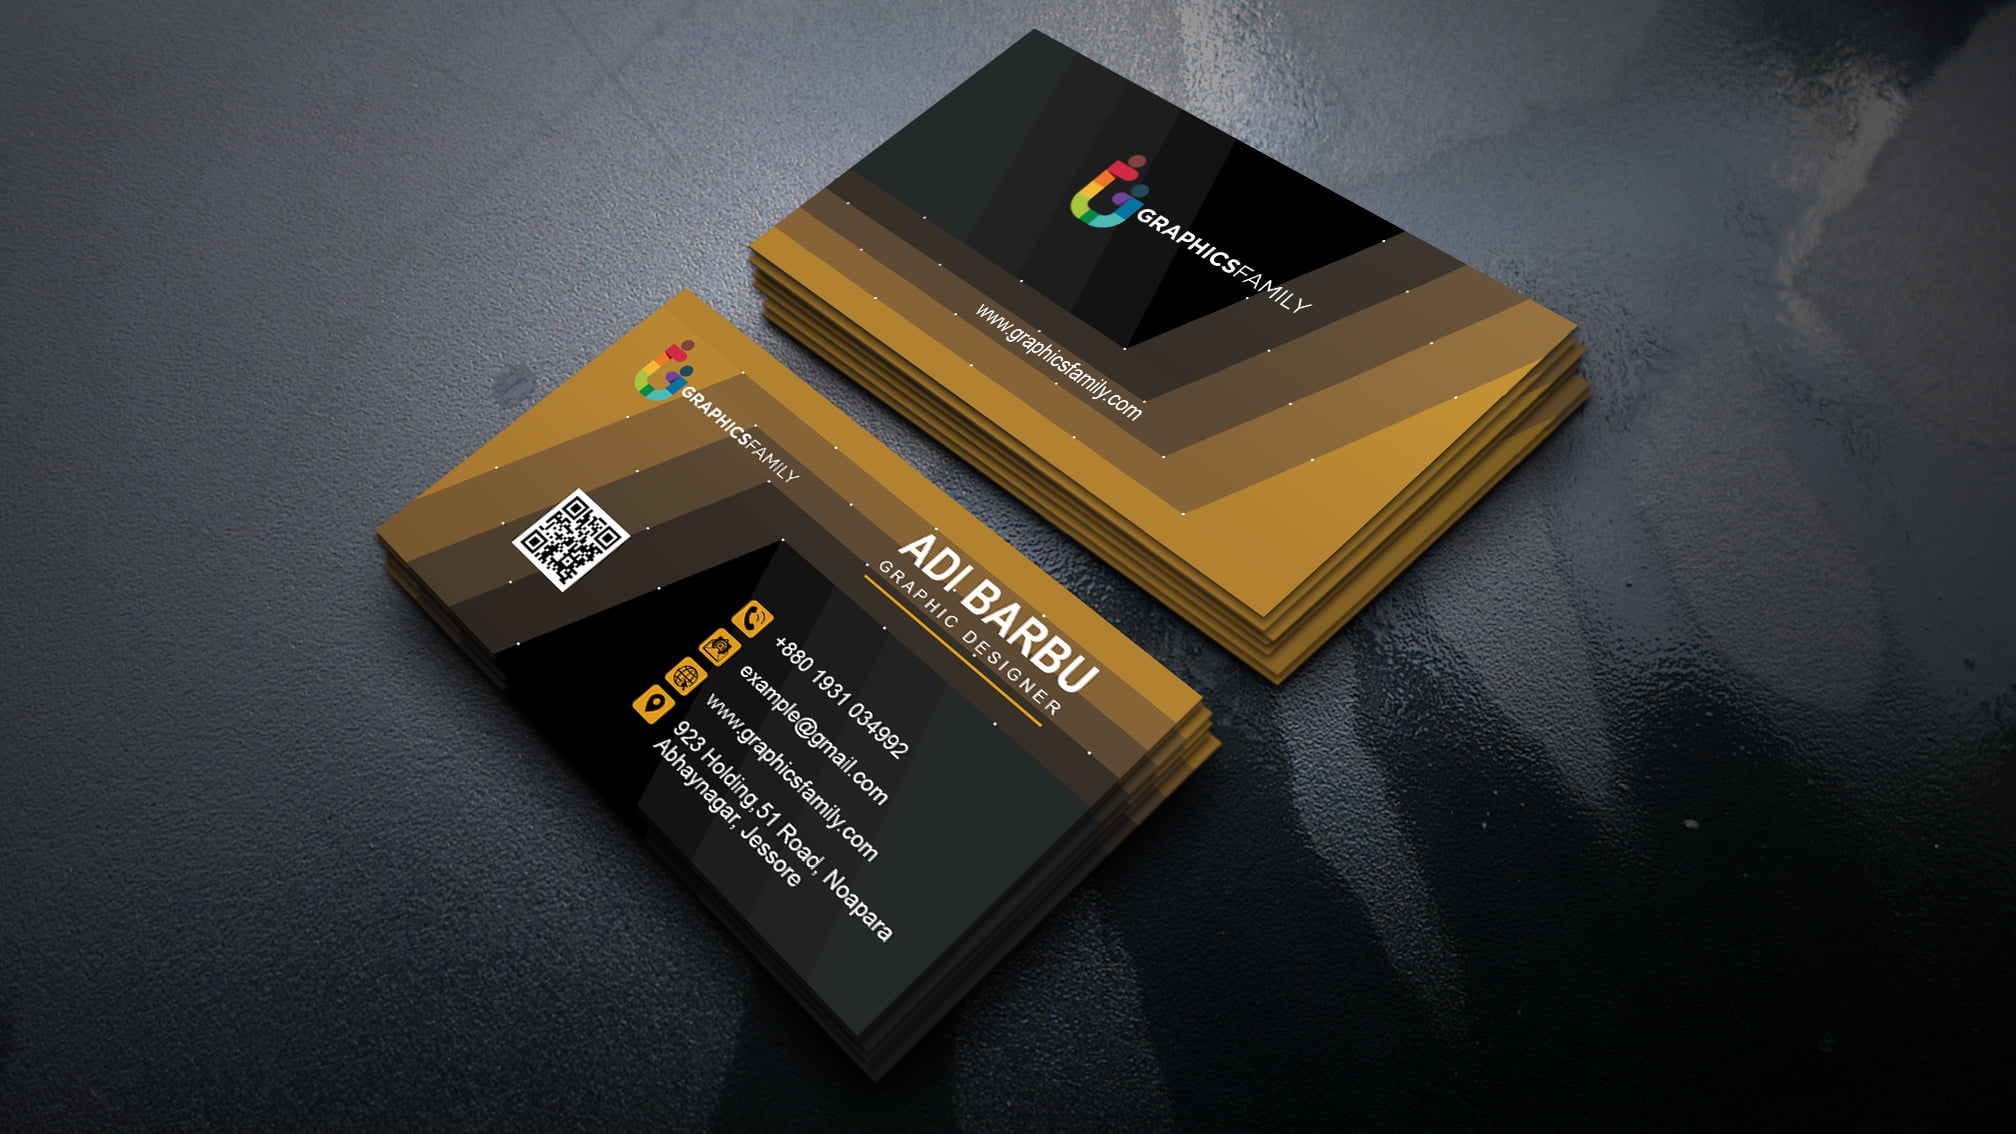 GRAPHICSFAMILY
www.graphicsfamily.com
GRAPHICSFAMILY
ADI BARBU
GRAPHIC DESIGNER
+880 1931 034992
example@gmail.com
www.graphicsfamily.com
923 Holding,51 Road, Noapara
Abhaynagar, Jessore